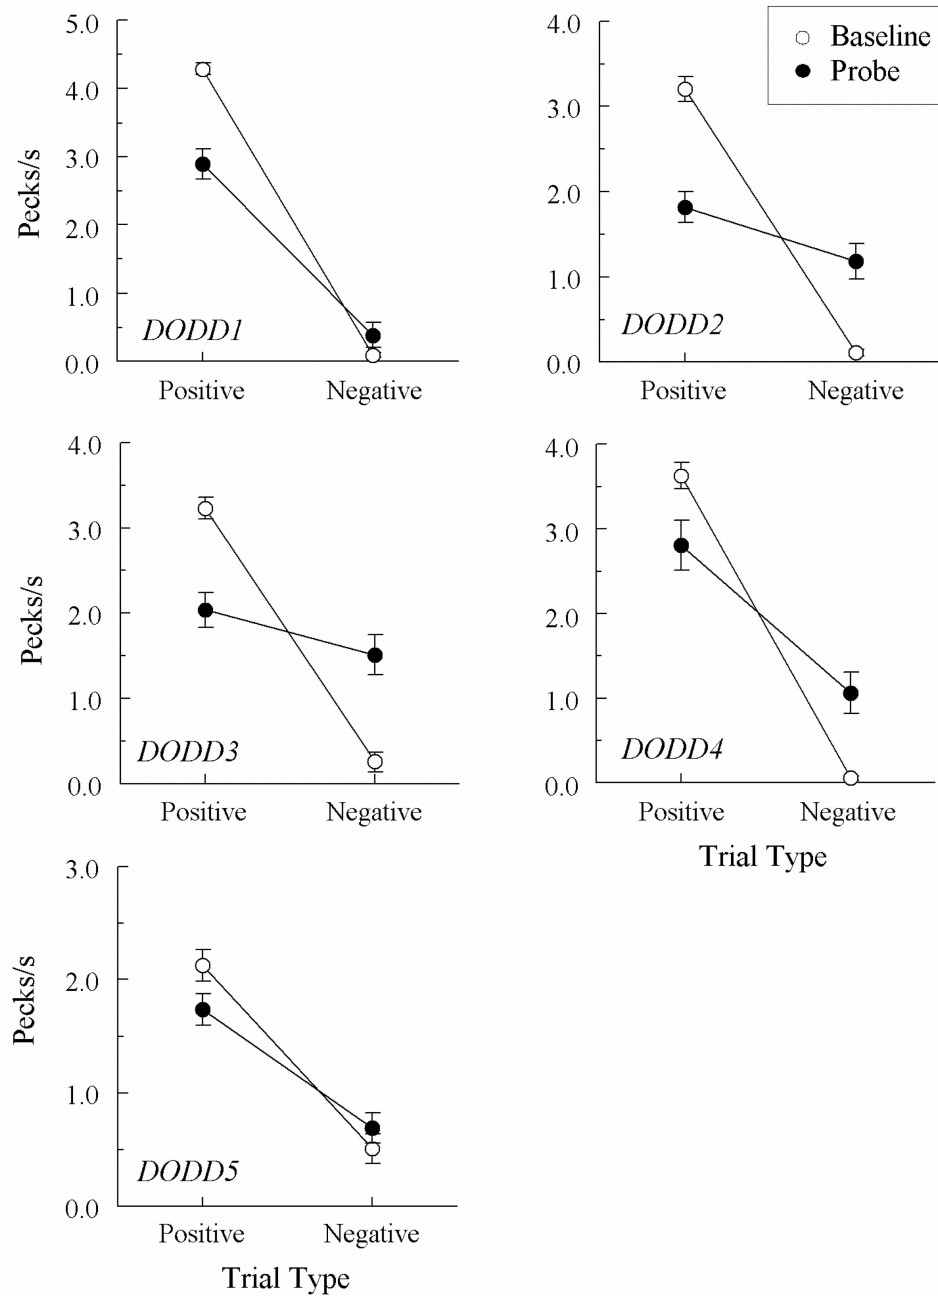 5.0
4.0
3.0
2.0
1.0
0.0
Pecks/s
DODD1
Positive Negative
4.0
3.0
2.0
1.0
0.0
DODD2
Positive Negative
Baseline
Probe
4.0
3.0
2.0
1.0
0.0
Pecks/s
DODD3
Positive Negative
4.0
3.0
2.0
1.0
0.0
DODD4
Positive Negative
Trial Type
3.0
2.0
1.0
0.0
Pecks/s
DODD5
Positive Negative
Trial Type